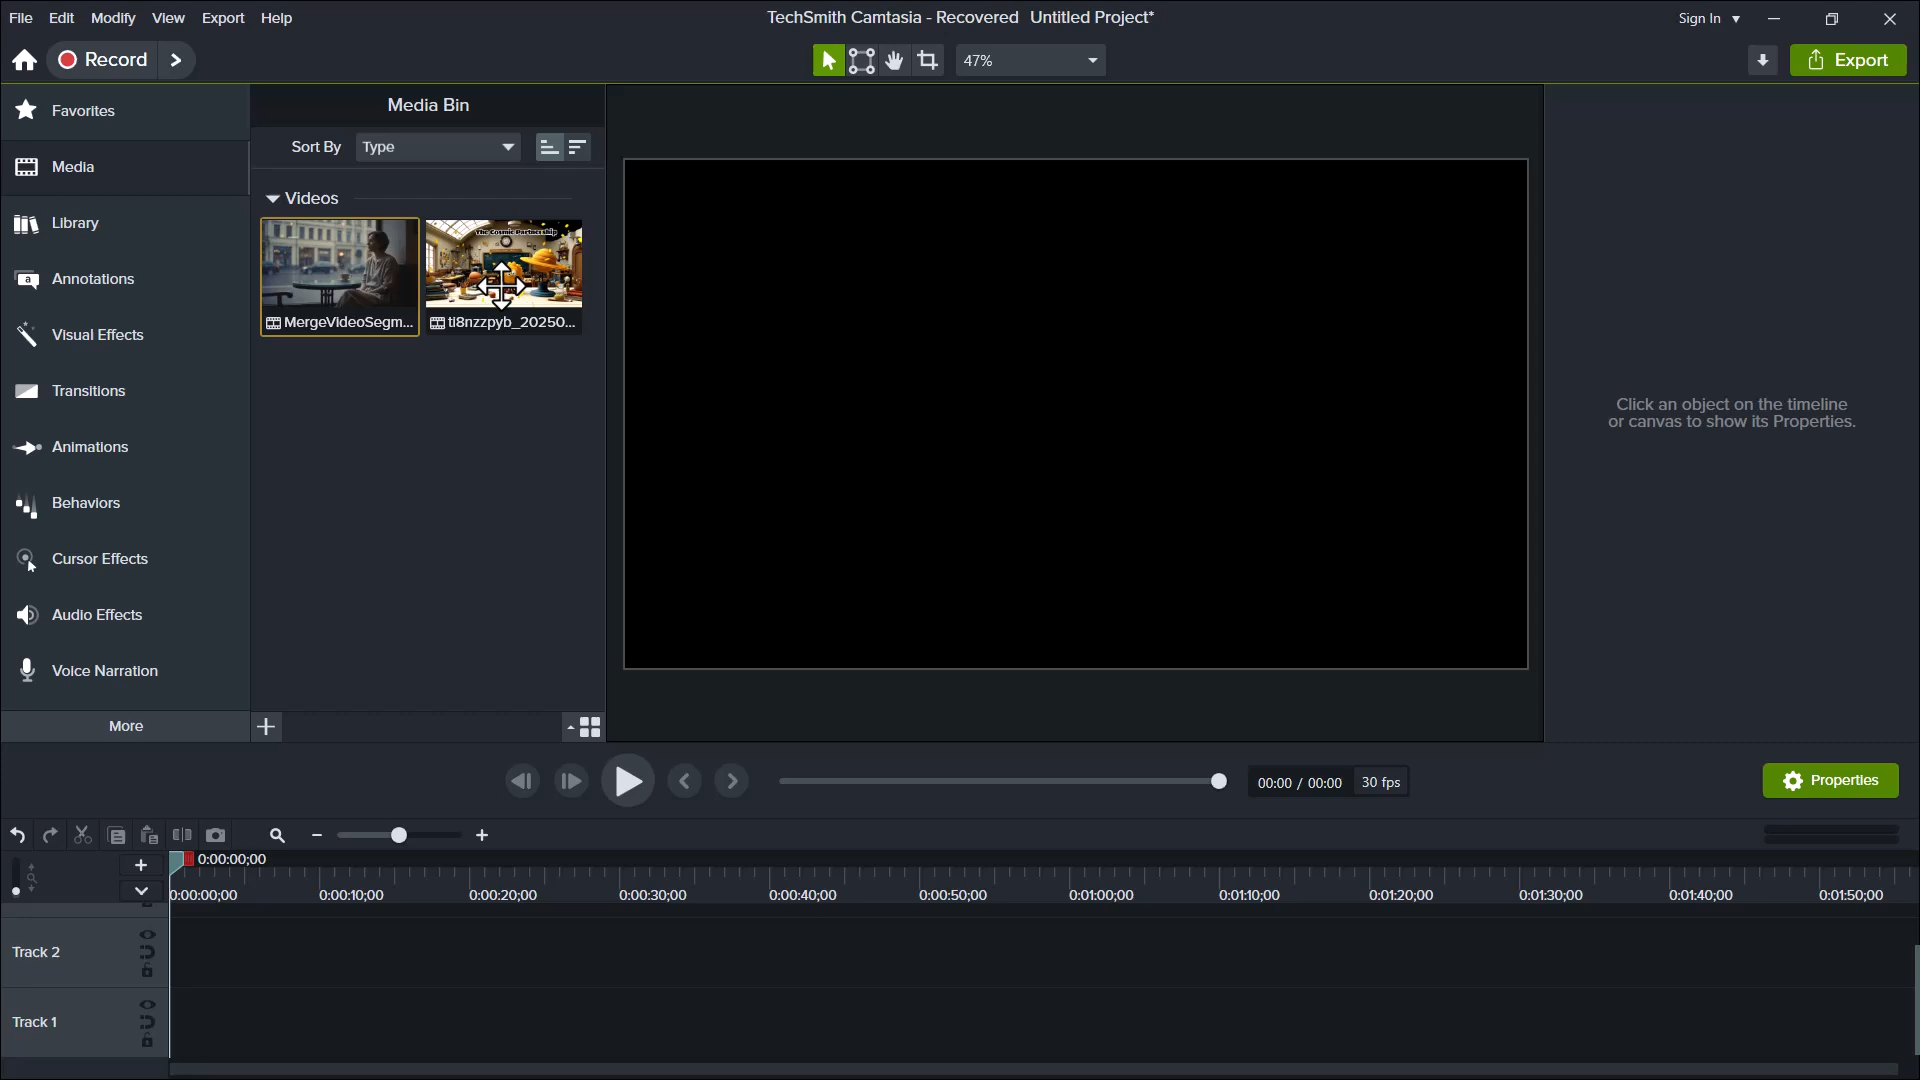 File Edit Modify View Export Help
TechSmith Camtasia - Recovered Untitled Project*
Sign In
Record
47%
Export
Favorites
Media
Library
Annotations
Visual Effects
Transitions
Animations
Behaviors
Cursor Effects
Audio Effects
Voice Narration
More
Media Bin
Sort By Type
Videos
The Cosmic Partnership
MergeVideoSegm...
tl8nzzpyb_20250...
Click an object on the timeline
or canvas to show its Properties.
00:00 / 00:00 30 fps
Properties
0:00:00;00
0:00:00;00 0:00:10;00 0:00:20;00 0:00:30;00 0:00:40;00 0:00:50;00 0:01:00;00 0:01:10;00 0:01:20;00 0:01:30;00 0:01:40;00 0:01:50;00
Track 2
Track 1